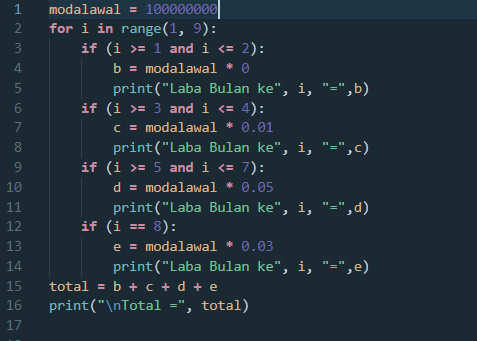 1 modalawal = 100000000
2 for i in range(1, 9):
3     if (i >= 1 and i <= 2):
4         b = modalawal * 0
5         print("Laba Bulan ke", i, "=",b)
6     if (i >= 3 and i <= 4):
7         c = modalawal * 0.01
8         print("Laba Bulan ke", i, "=",c)
9     if (i >= 5 and i <= 7):
10         d = modalawal * 0.05
11         print("Laba Bulan ke", i, "=",d)
12     if (i == 8):
13         e = modalawal * 0.03
14         print("Laba Bulan ke", i, "=",e)
15 total = b + c + d + e
16 print("\nTotal =", total)
17